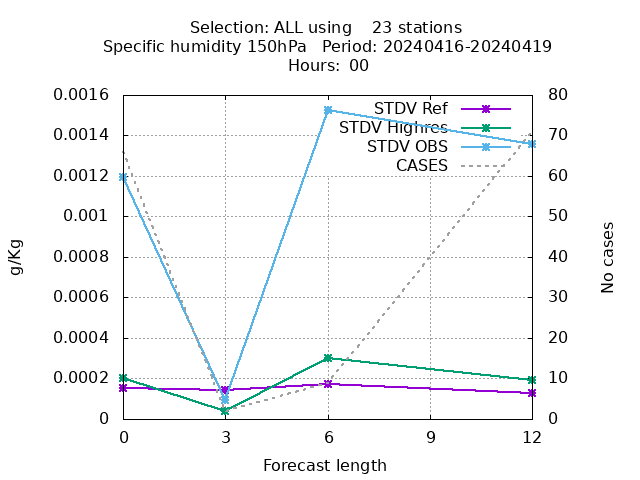 Selection: ALL using    23 stations
Specific humidity 150hPa   Period: 20240416-20240419
Hours: 00
0.0016
0.0014
0.0012
0.001
0.0008
0.0006
0.0004
0.0002
0
g/Kg
STDV Ref
STDV Highres
STDV OBS
CASES
80
70
60
50
40
30
20
10
0
No cases
0 3 6 9 12
Forecast length